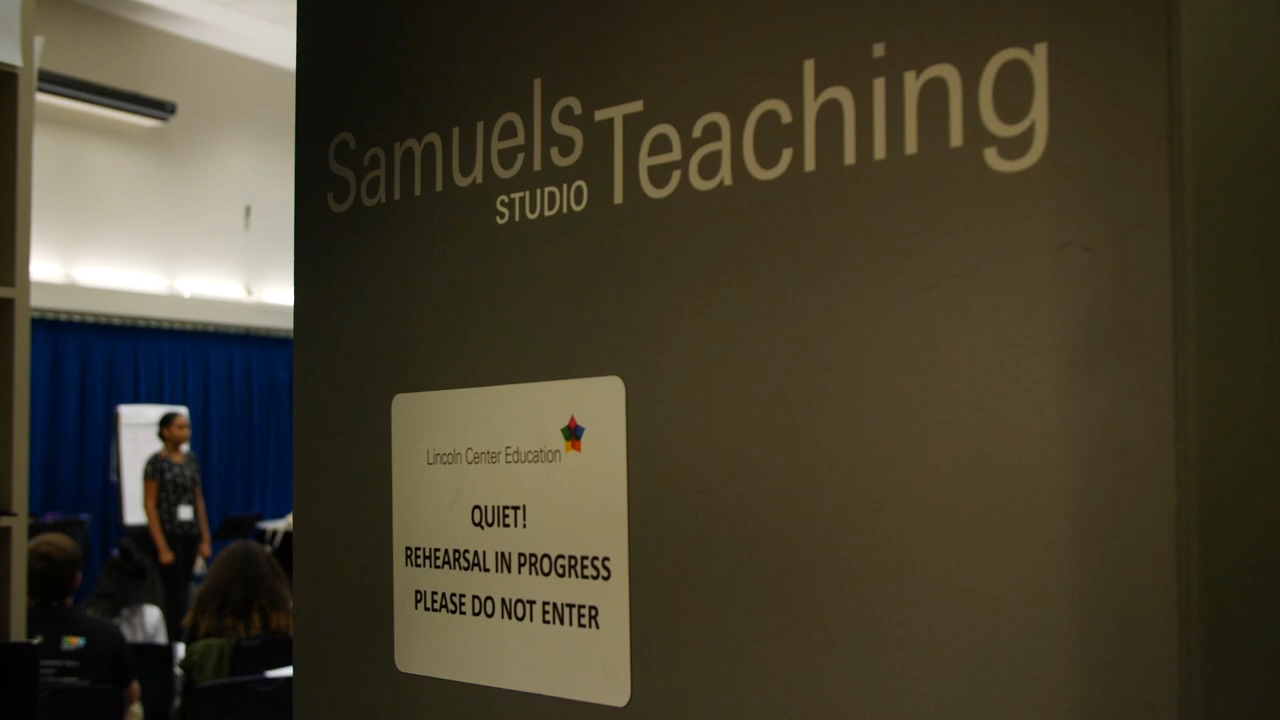 Samuels Teaching
STUDIO
Lincoln Center Education
QUIET!
REHEARSAL IN PROGRESS
PLEASE DO NOT ENTER